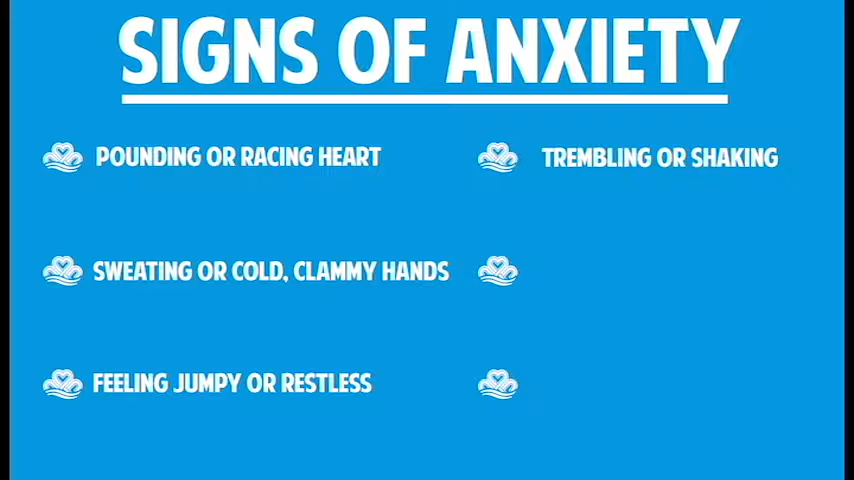 SIGNS OF ANXIETY
POUNDING OR RACING HEART
SWEATING OR COLD, CLAMMY HANDS
FEELING JUMPY OR RESTLESS
TREMBLING OR SHAKING